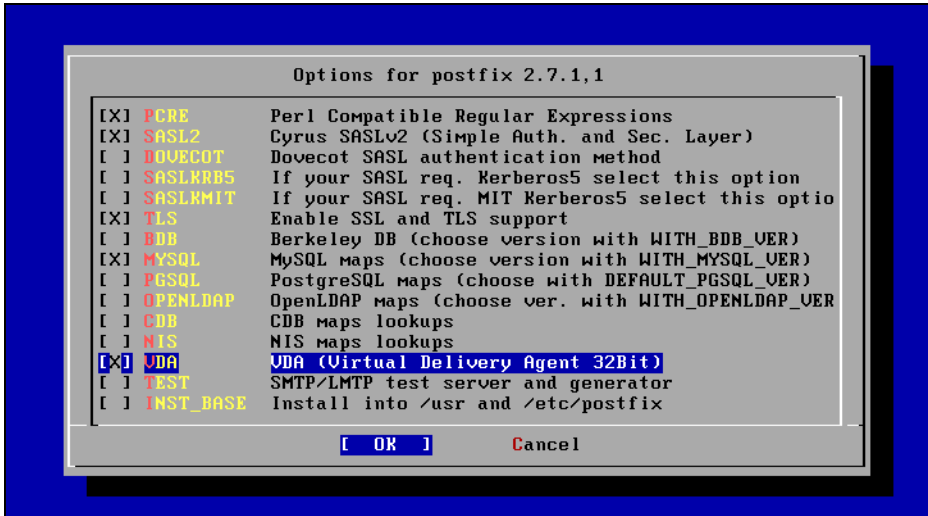 Options for postfix 2.7.1,1
[X] PCRE Perl Compatible Regular Expressions
[X] SASL2 Cyrus SASLv2 (Simple Auth. and Sec. Layer)
[ ] DOVECOT Dovecot SASL authentication method
[ ] SASLKRB5 If your SASL req. Kerberos5 select this option
[ ] SASLKMIT If your SASL req. MIT Kerberos5 select this optio
[X] TLS Enable SSL and TLS support
[ ] BDB Berkeley DB (choose version with WITH_BDB_VER)
[X] MYSQL MySQL maps (choose version with WITH_MYSQL_VER)
[ ] PGSQL PostgreSQL maps (choose with DEFAULT_PGSQL_VER)
[ ] OPENLDAP OpenLDAP maps (choose ver. with WITH_OPENLDAP_VER
[ ] CDB CDB maps lookups
[ ] NIS NIS maps lookups
[X] VDA VDA (Virtual Delivery Agent 32Bit)
[ ] TEST SMTP/LMTP test server and generator
[ ] INST_BASE Install into /usr and /etc/postfix
[ OK ] Cancel